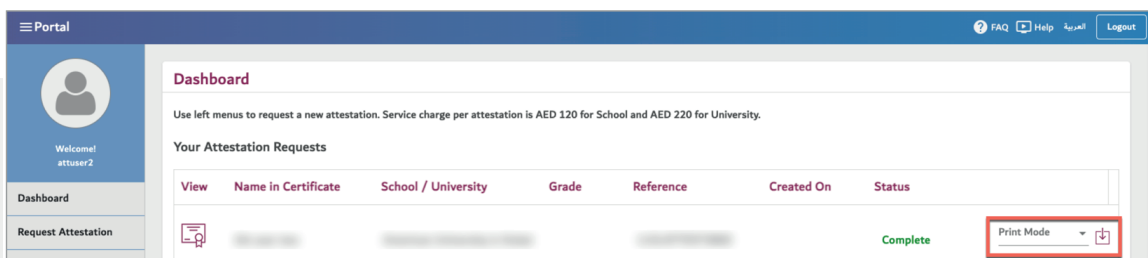 Portal
FAQ Help العربية Logout
Dashboard
Use left menus to request a new attestation. Service charge per attestation is AED 120 for School and AED 220 for University.
Welcome!
attuser2
Your Attestation Requests
View Name in Certificate School / University Grade Reference Created On Status
Dashboard
Request Attestation
Complete Print Mode